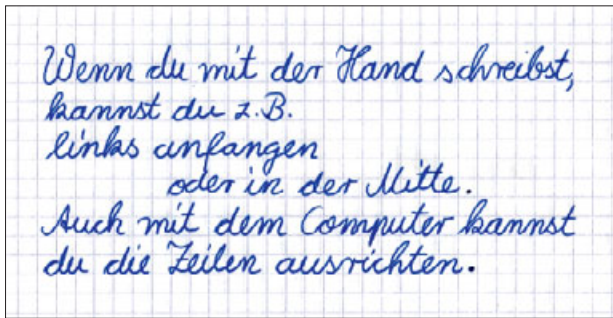 Wenn du mit der Hand schreibst,
kannst du z.B.
links anfangen
oder in der Mitte.
Auch mit dem Computer kannst
du die Zeilen ausrichten.